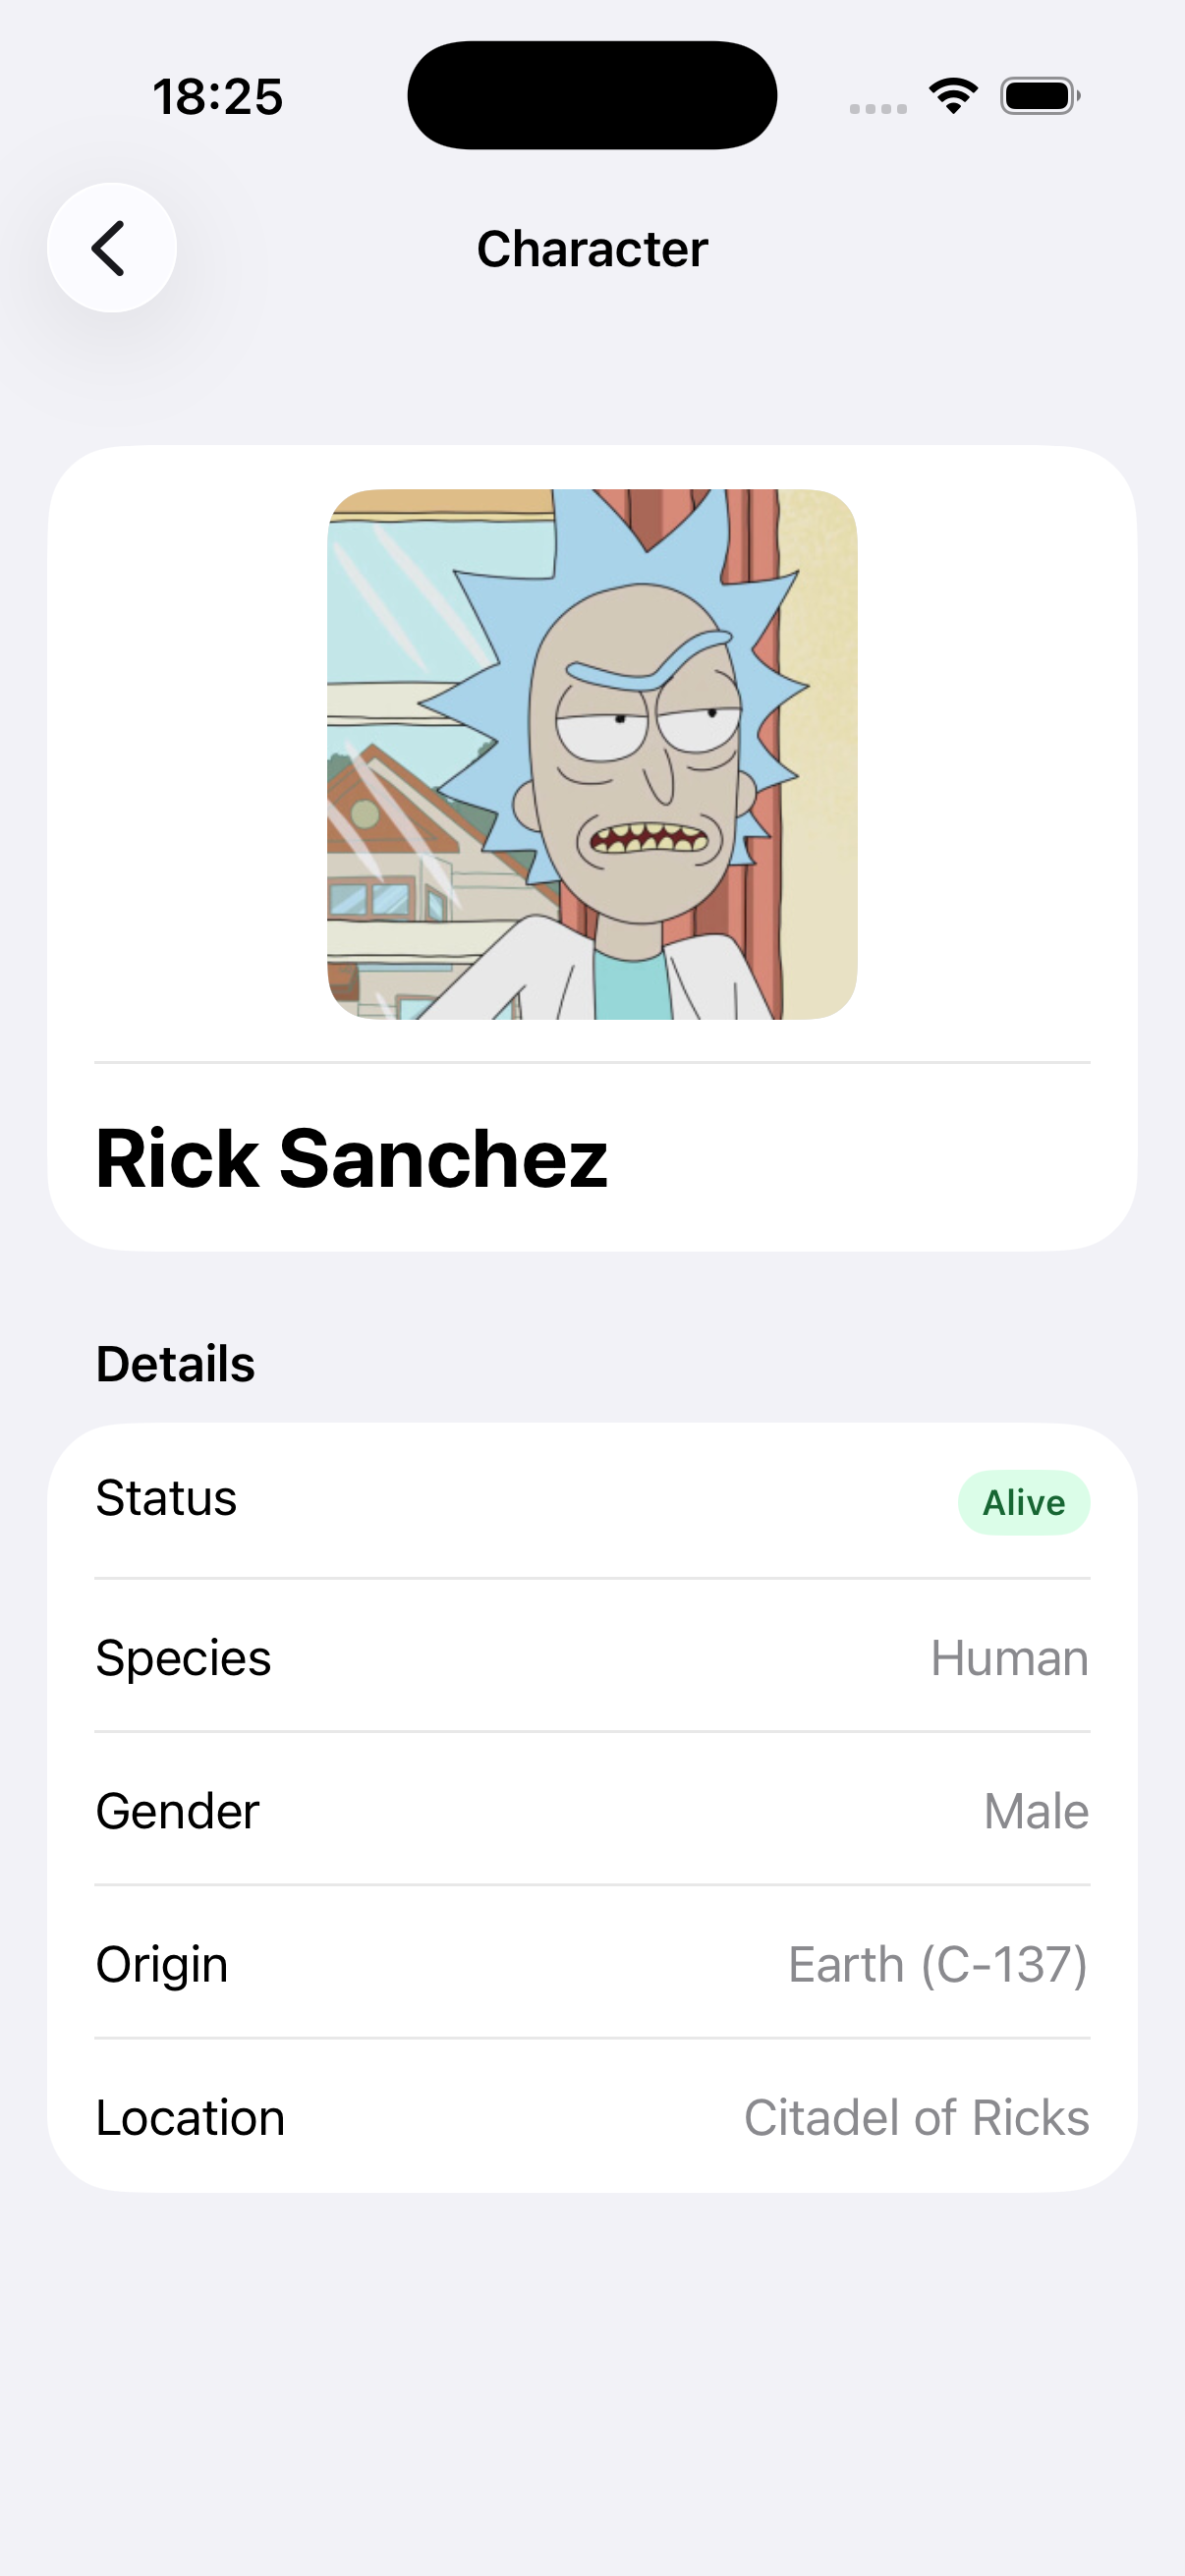 18:25
Character
Rick Sanchez
Details
Status Alive
Species Human
Gender Male
Origin Earth (C-137)
Location Citadel of Ricks